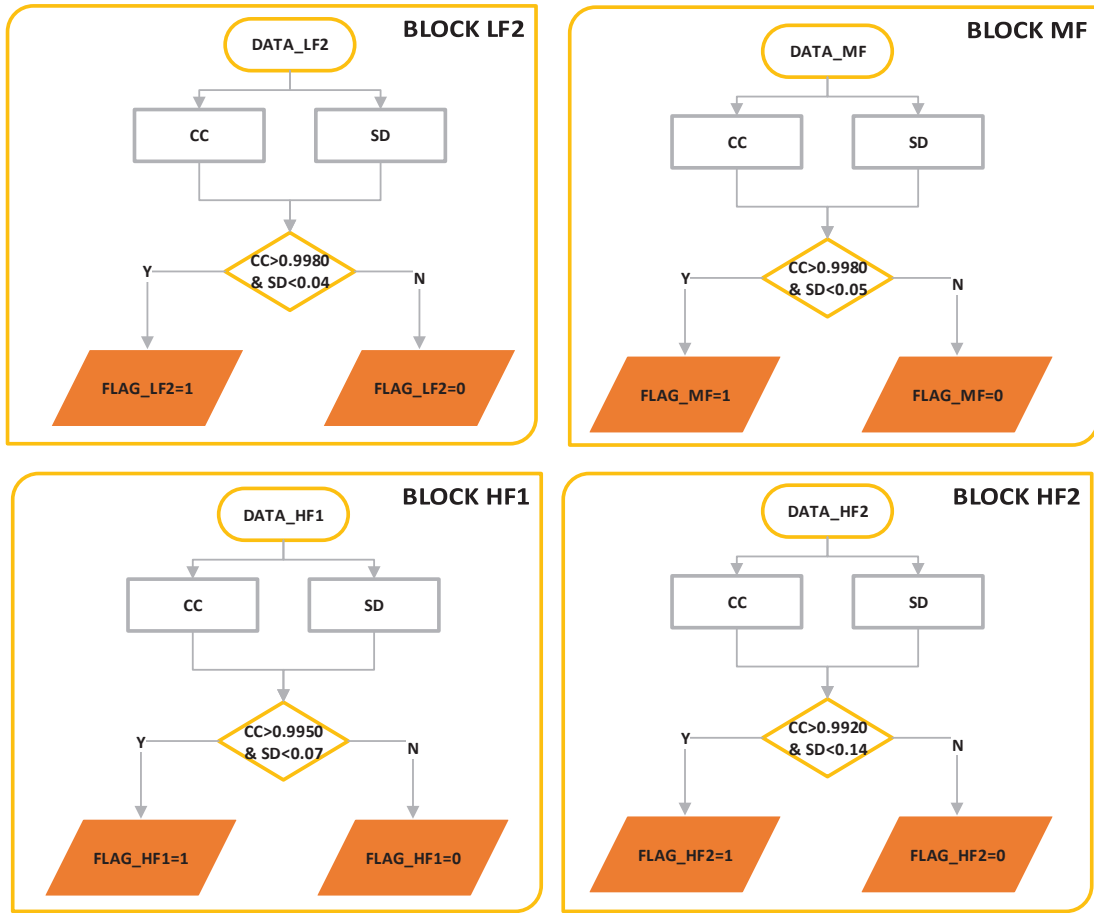 BLOCK LF2
DATA_LF2
CC
SD
CC>0.9980
& SD<0.04
Y
N
FLAG_LF2=1
FLAG_LF2=0
BLOCK MF
DATA_MF
CC
SD
CC>0.9980
& SD<0.05
Y
N
FLAG_MF=1
FLAG_MF=0
BLOCK HF1
DATA_HF1
CC
SD
CC>0.9950
& SD<0.07
Y
N
FLAG_HF1=1
FLAG_HF1=0
BLOCK HF2
DATA_HF2
CC
SD
CC>0.9920
& SD<0.14
Y
N
FLAG_HF2=1
FLAG_HF2=0